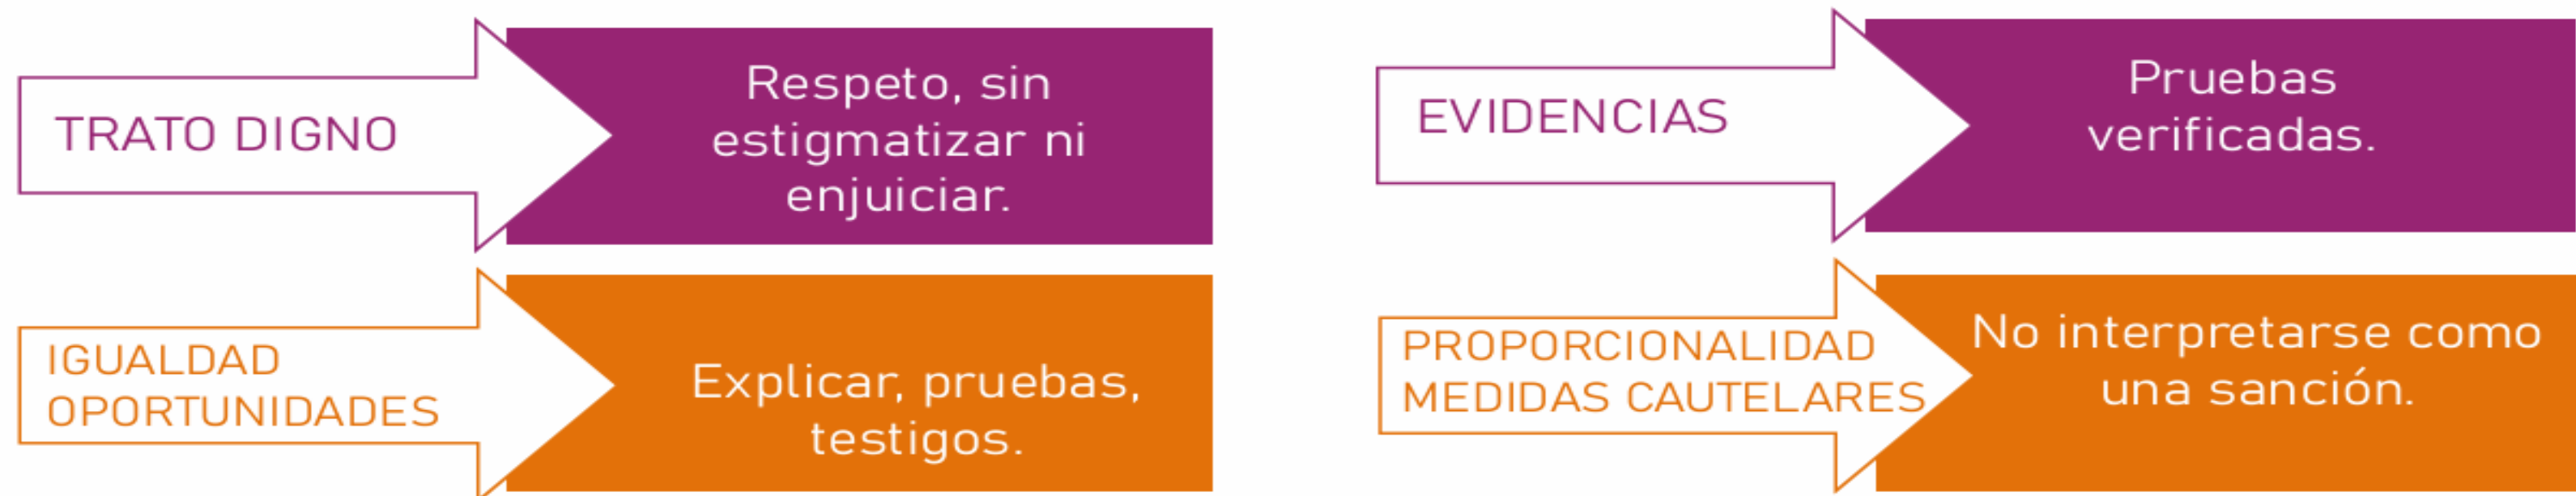 TRATO DIGNO
Respeto, sin
estigmatizar ni
enjuiciar.
EVIDENCIAS
Pruebas
verificadas.
IGUALDAD
OPORTUNIDADES
Explicar, pruebas,
testigos.
PROPORCIONALIDAD
MEDIDAS CAUTELARES
No interpretarse como
una sanción.